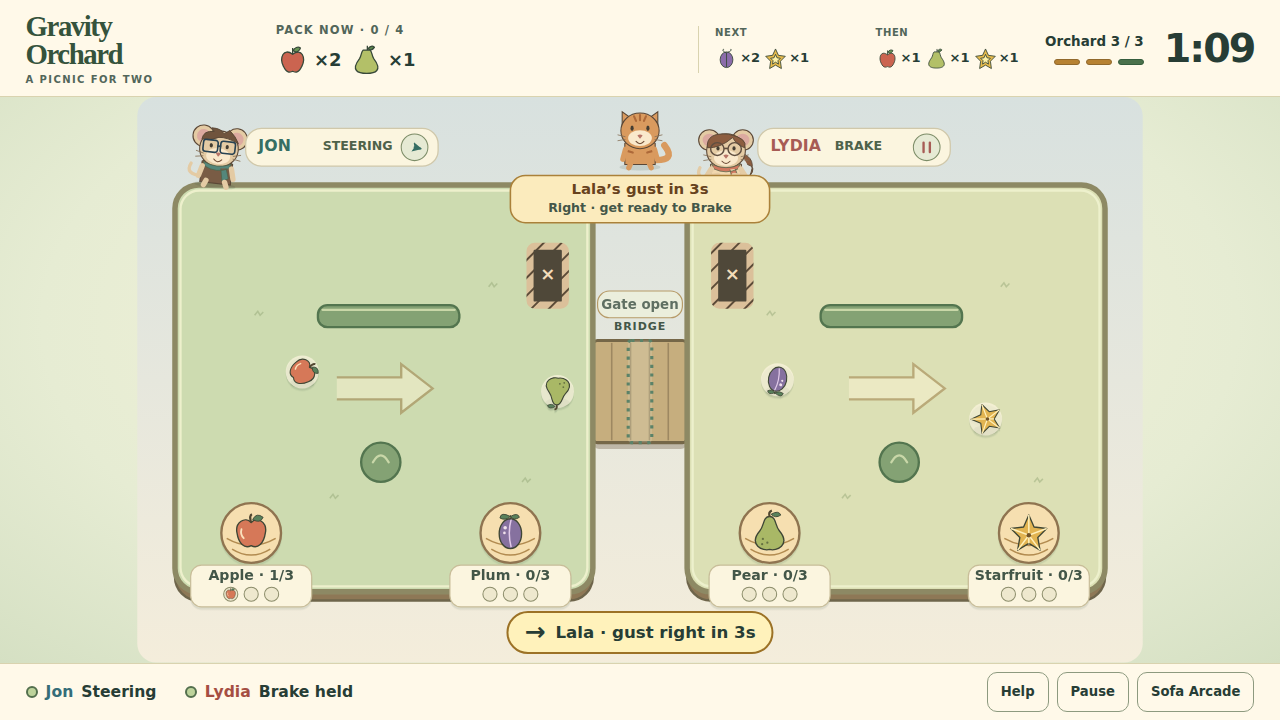 Gravity
Orchard
A PICNIC FOR TWO
PACK NOW · 0 / 4
×2 ×1
NEXT
×2 ×1
THEN
×1 ×1 ×1
Orchard 3 / 3
1:09
JON STEERING
LYDIA BRAKE
Lala’s gust in 3s
Right · get ready to Brake
×
×
Gate open
BRIDGE
Apple · 1/3
Plum · 0/3
Pear · 0/3
Starfruit · 0/3
→ Lala · gust right in 3s
Jon Steering
Lydia Brake held
Help
Pause
Sofa Arcade